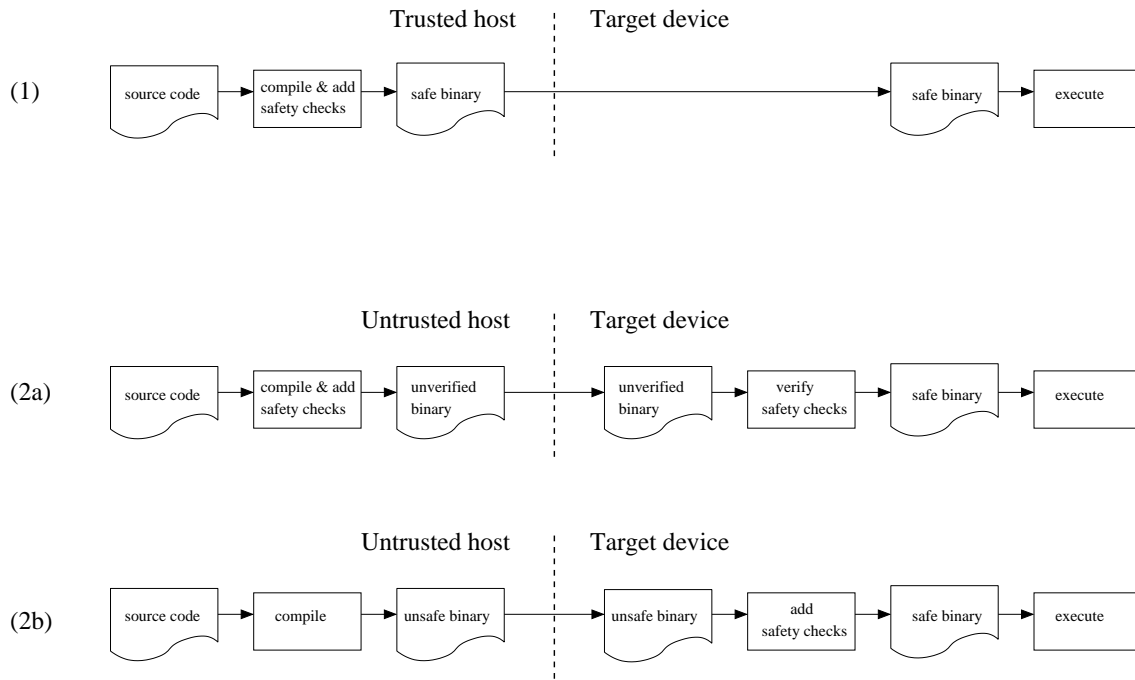 Trusted host
Target device
(1)
source code
compile & add
safety checks
safe binary
safe binary
execute
Untrusted host
Target device
(2a)
source code
compile & add
safety checks
unverified
binary
unverified
binary
verify
safety checks
safe binary
execute
Untrusted host
Target device
(2b)
source code
compile
unsafe binary
unsafe binary
add
safety checks
safe binary
execute